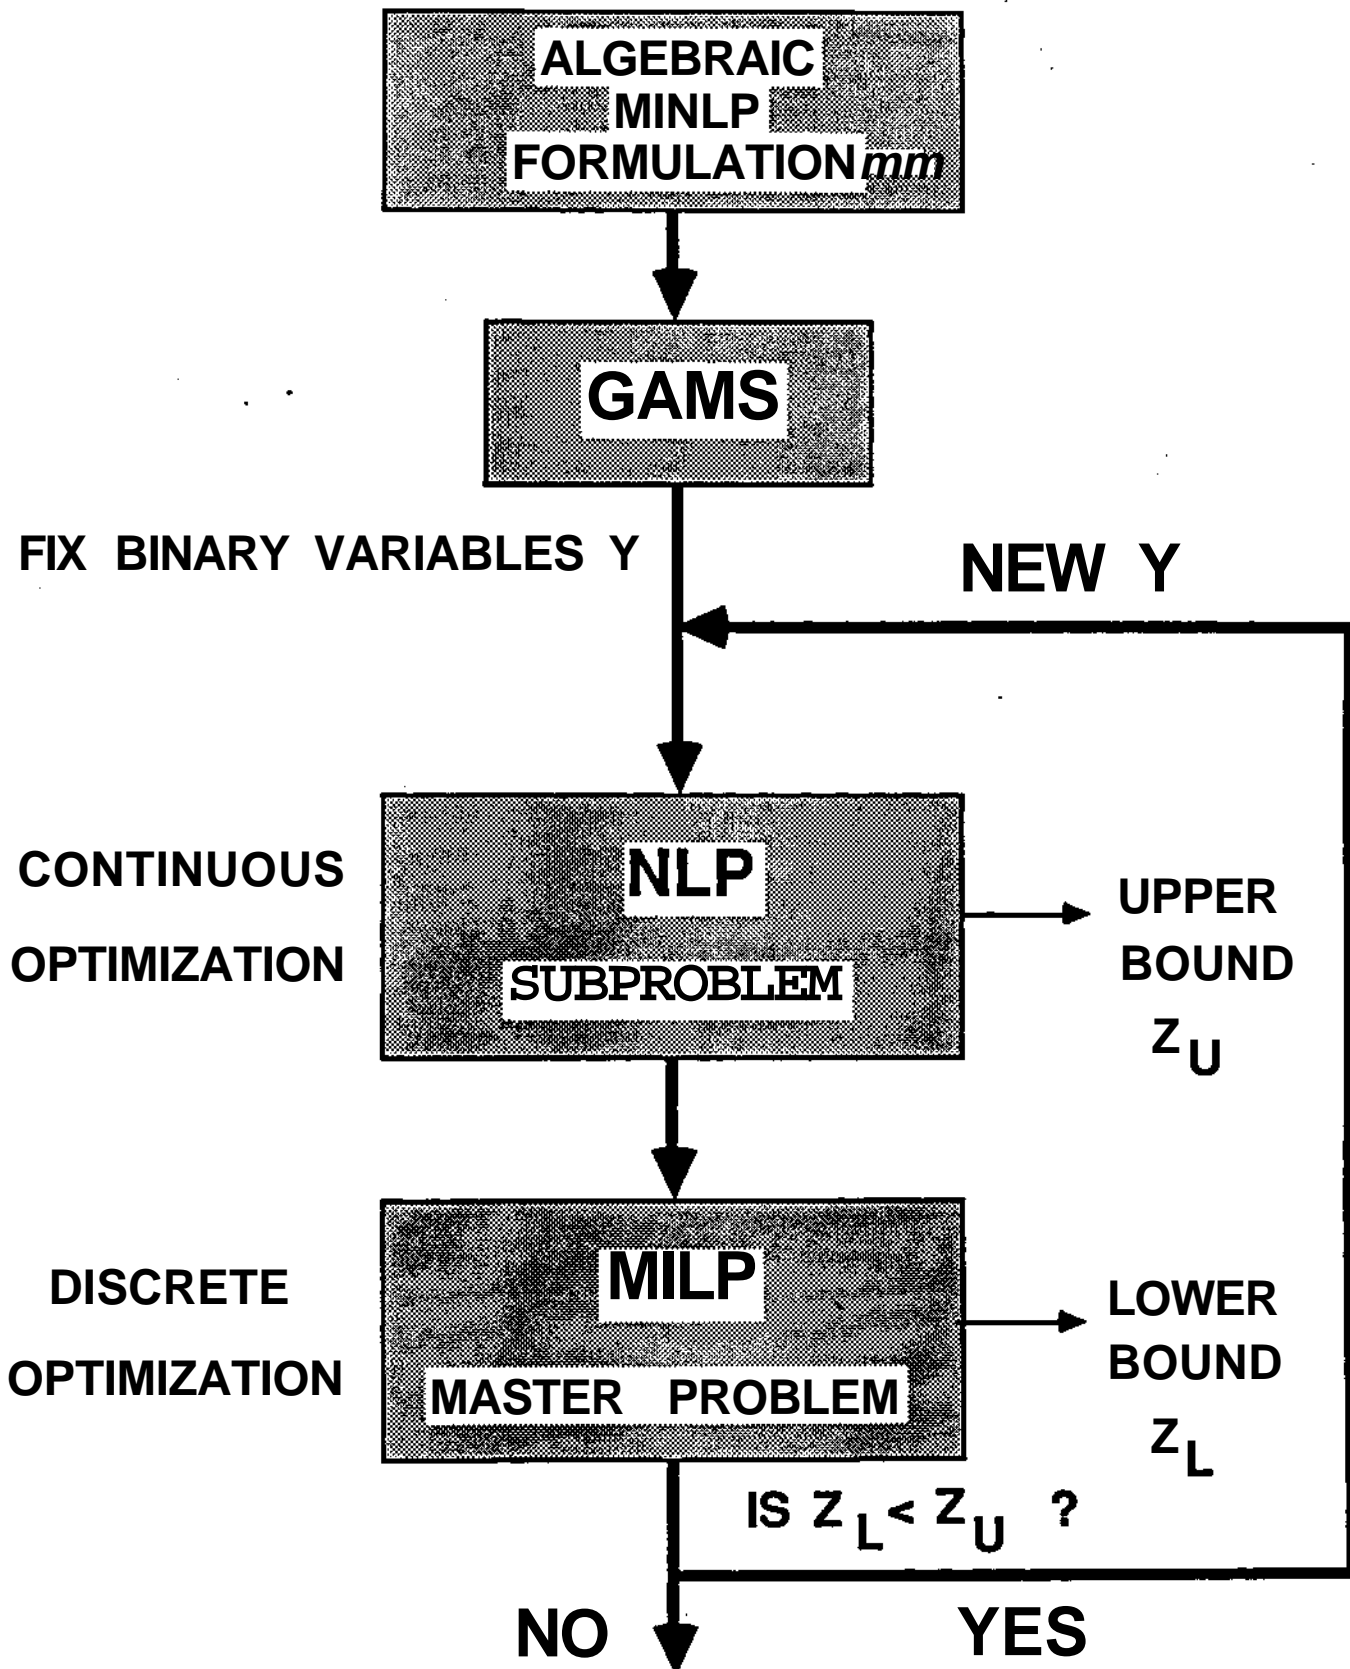 ALGEBRAIC
MINLP
FORMULATION mm
GAMS
FIX BINARY VARIABLES Y
NEW Y
CONTINUOUS
OPTIMIZATION
NLP
SUBPROBLEM
UPPER
BOUND
Z U
DISCRETE
OPTIMIZATION
MILP
MASTER PROBLEM
LOWER
BOUND
Z L
IS Z L < Z U ?
NO
YES